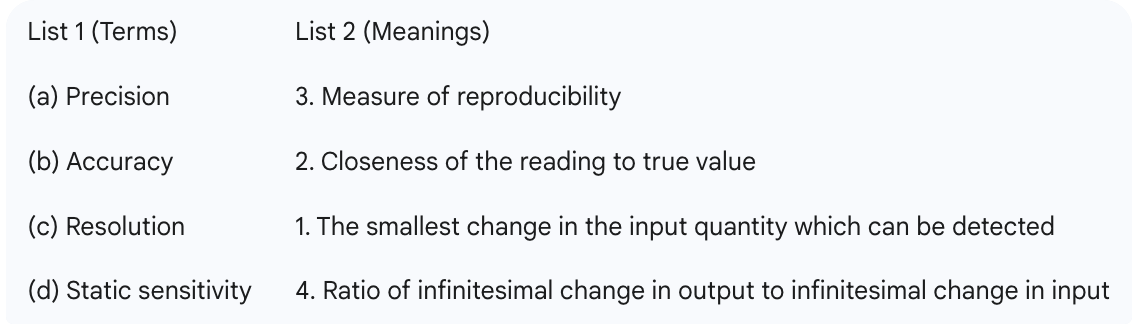 List 1 (Terms) List 2 (Meanings)
(a) Precision 3. Measure of reproducibility
(b) Accuracy 2. Closeness of the reading to true value
(c) Resolution 1. The smallest change in the input quantity which can be detected
(d) Static sensitivity 4. Ratio of infinitesimal change in output to infinitesimal change in input